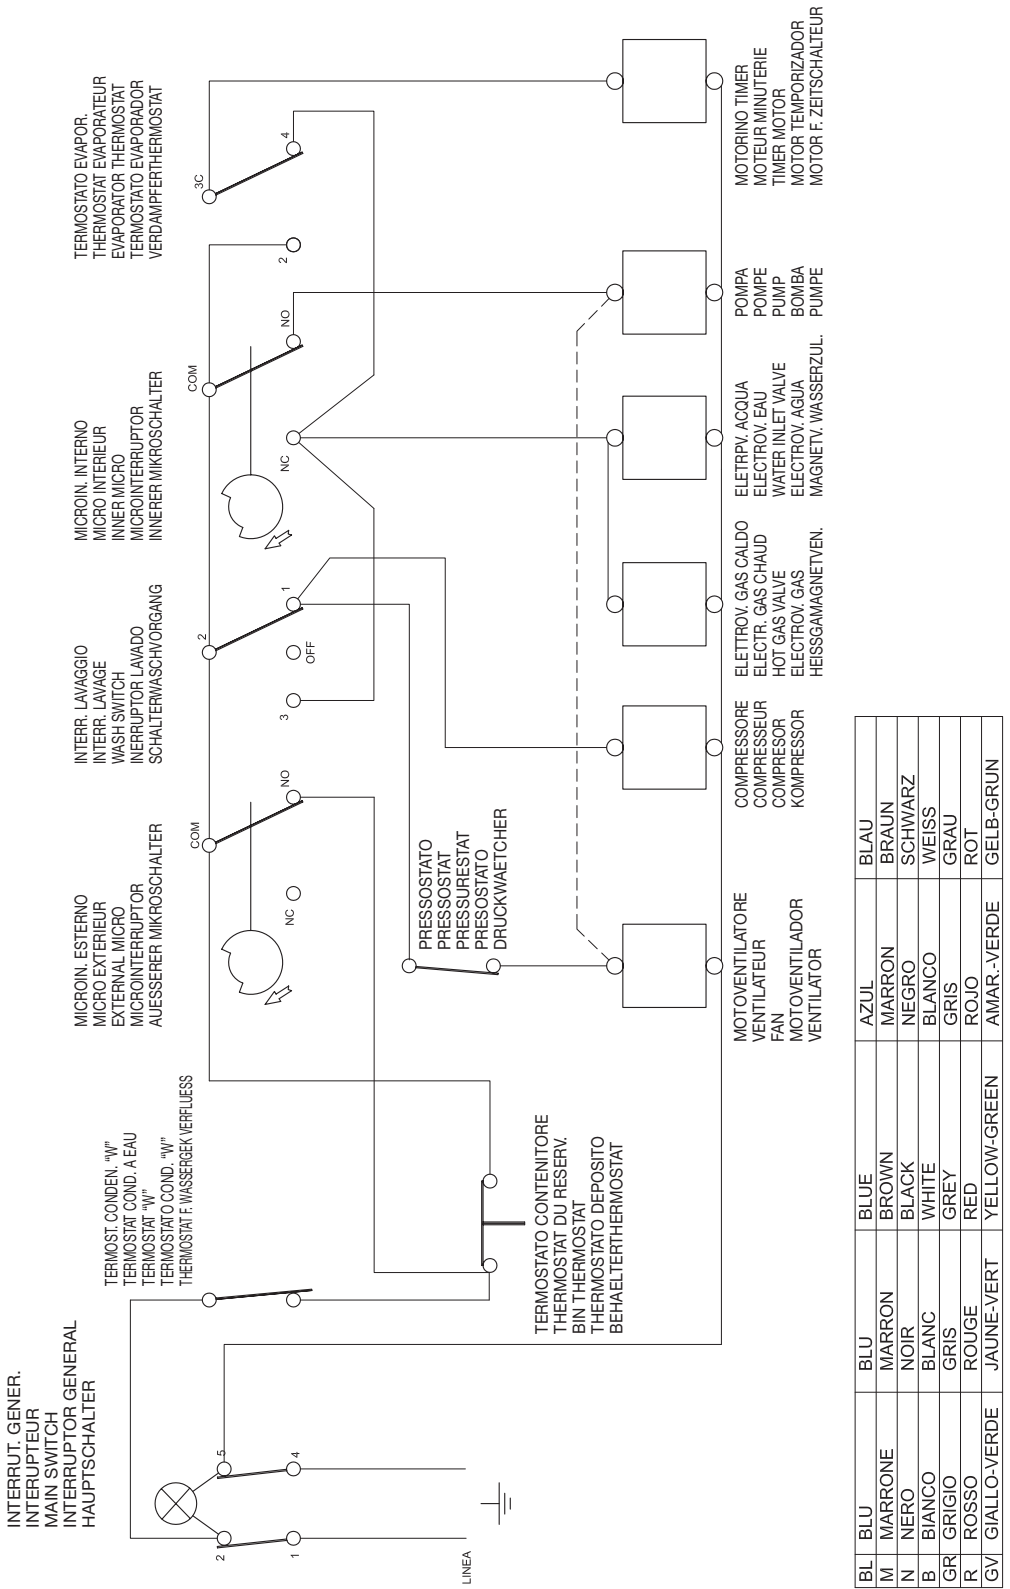 INTERRUT. GENER.
INTERUPTEUR
MAIN SWITCH
INTERRUPTOR GENERAL
HAUPTSCHALTER
TERMOST. CONDEN. “W”
TERMOSTAT COND. A EAU
TERMOSTAT “W”
TERMOSTATO COND. “W”
THERMOSTAT F. WASSERGEK VERFLUESS
MICROIN. ESTERNO
MICRO EXTERIEUR
EXTERNAL MICRO
MICROINTERRUPTOR
AUESSERER MIKROSCHALTER
INTERR. LAVAGGIO
INTERR. LAVAGE
WASH SWITCH
INERRUPTOR LAVADO
SCHALTERWASCHVORGANG
MICROIN. INTERNO
MICRO INTERIEUR
INNER MICRO
MICROINTERRUPTOR
INNERER MIKROSCHALTER
TERMOSTATO EVAPOR.
THERMOSTAT EVAPORATEUR
EVAPORATOR THERMOSTAT
TERMOSTATO EVAPORADOR
VERDAMPFERTHERMOSTAT
2
5
1
4
LINEA
COM
NC
NO
2
3
OFF
1
COM
NC
NO
2
3C
4
TERMOSTATO CONTENITORE
THERMOSTAT DU RESERV.
BIN THERMOSTAT
THERMOSTATO DEPOSITO
BEHAELTERTHERMOSTAT
PRESSOSTATO
PRESSOSTAT
PRESSURESTAT
PRESOSTATO
DRUCKWAETCHER
MOTOVENTILATORE
VENTILATEUR
FAN
MOTOVENTILADOR
VENTILATOR
COMPRESSORE
COMPRESSEUR
COMPRESOR
KOMPRESSOR
ELETTROV. GAS CALDO
ELECTR. GAS CHAUD
HOT GAS VALVE
ELECTROV. GAS
HEISSGAMAGNETVEN.
ELETRPV. ACQUA
ELECTROV. EAU
WATER INLET VALVE
ELECTROV. AGUA
MAGNETV. WASSERZUL.
POMPA
POMPE
PUMP
BOMBA
PUMPE
MOTORINO TIMER
MOTEUR MINUTERIE
TIMER MOTOR
MOTOR TEMPORIZADOR
MOTOR F. ZEITSCHALTEUR
BL BLU BLU BLUE AZUL BLAU
M MARRONE MARRON BROWN MARRON BRAUN
N NERO NOIR BLACK NEGRO SCHWARZ
B BIANCO BLANC WHITE BLANCO WEISS
GR GRIGIO GRIS GREY GRIS GRAU
R ROSSO ROUGE RED ROJO ROT
GV GIALLO-VERDE JAUNE-VERT YELLOW-GREEN AMAR.-VERDE GELB-GRUN